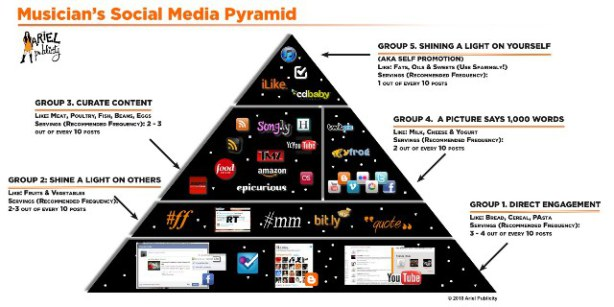 Musician's Social Media Pyramid
ARIEL
publicity
GROUP 5. SHINING A LIGHT ON YOURSELF
(AKA SELF PROMOTION)
LIKE: FATS, OILS & SWEETS (USE SPARINGLY!)
SERVINGS (RECOMMENDED FREQUENCY):
1 OUT OF EVERY 10 POSTS
iLike
cdbaby
GROUP 3. CURATE CONTENT
LIKE: MEAT, POULTRY, FISH, BEANS, EGGS
SERVINGS (RECOMMENDED FREQUENCY): 2 - 3
OUT OF EVERY 10 POSTS
GROUP 4. A PICTURE SAYS 1,000 WORDS
LIKE: MILK, CHEESE & YOGURT
SERVINGS (RECOMMENDED FREQUENCY):
2 OUT OF EVERY 10 POSTS
Songly
H
YouTube
TMZ
food
amazon
epicurious
twitpic
yfrog
GROUP 2: SHINE A LIGHT ON OTHERS
LIKE: FRUITS & VEGETABLES
SERVINGS (RECOMMENDED FREQUENCY):
2-3 OUT OF EVERY 10 POSTS
#ff
RT
#mm
bit.ly
"quote"
GROUP 1. DIRECT ENGAGEMENT
LIKE: BREAD, CEREAL, PASTA
SERVINGS (RECOMMENDED FREQUENCY):
3 - 4 OUT OF EVERY 10 POSTS
You Tube
© 2010 Ariel Publicity